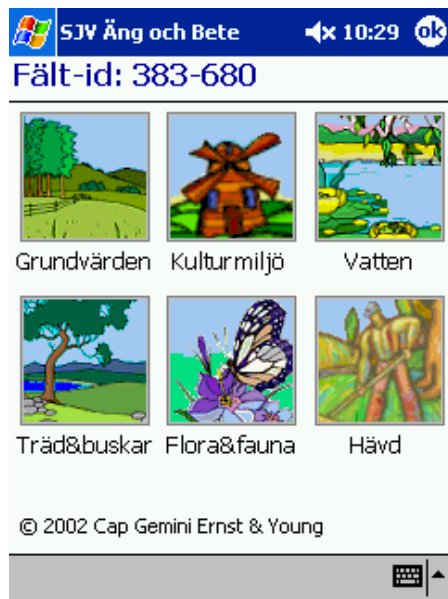 SJV Äng och Bete 10:29 ok
Fält-id: 383-680
Grundvärden Kulturmiljö Vatten
Träd&buskar Flora&fauna Hävd
© 2002 Cap Gemini Ernst & Young